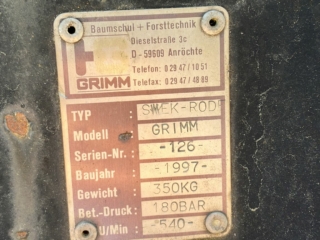 Baumschul + Forsttechnik
Dieselstraße 3c
D - 59609 Anröchte
GRIMM
Telefon: 0 29 47 / 10 51
Telefax: 0 29 47 / 48 89
TYP : SWEK-ROD
Modell : GRIMM
Serien-Nr.: -126-
Baujahr : -1997-
Gewicht : 350KG
Bet.-Druck: 180BAR
U/Min : -540-